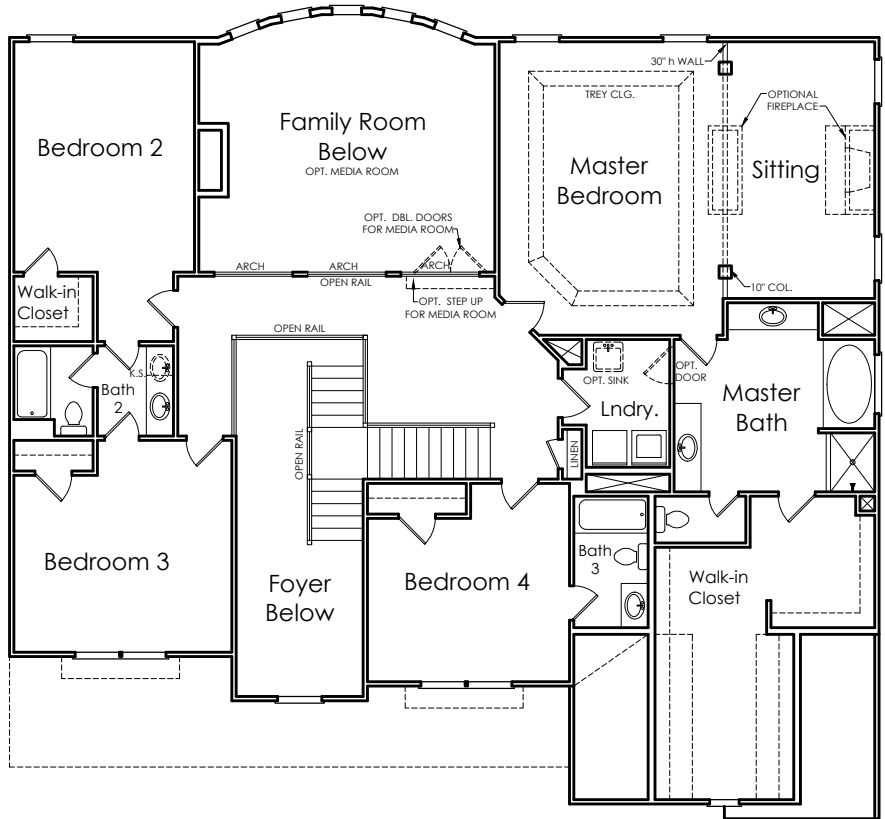 30" h WALL
OPTIONAL
FIREPLACE
TREY CLG.
Bedroom 2
Family Room
Below
OPT. MEDIA ROOM
Master
Bedroom
Sitting
OPT. DBL. DOORS
FOR MEDIA ROOM
ARCH
ARCH
ARCH
OPEN RAIL
Walk-in
Closet
OPT. STEP UP
FOR MEDIA ROOM
10" COL.
OPEN RAIL
K.S.
Bath
2
OPT. SINK
OPT.
DOOR
Lndry.
Master
Bath
OPEN RAIL
LINEN
Bedroom 3
Foyer
Below
Bedroom 4
Bath
3
Walk-in
Closet